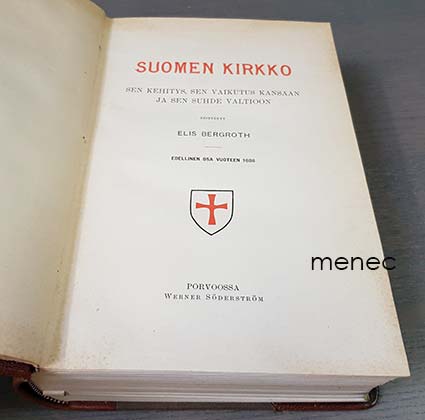 SUOMEN KIRKKO
SEN KEHITYS, SEN VAIKUTUS KANSAAN
JA SEN SUHDE VALTIOON
ELIS BERGROTH
EDELLINEN OSA VUOTEEN 1686
menec
PORVOOSSA
WERNER SÖDERSTRÖM